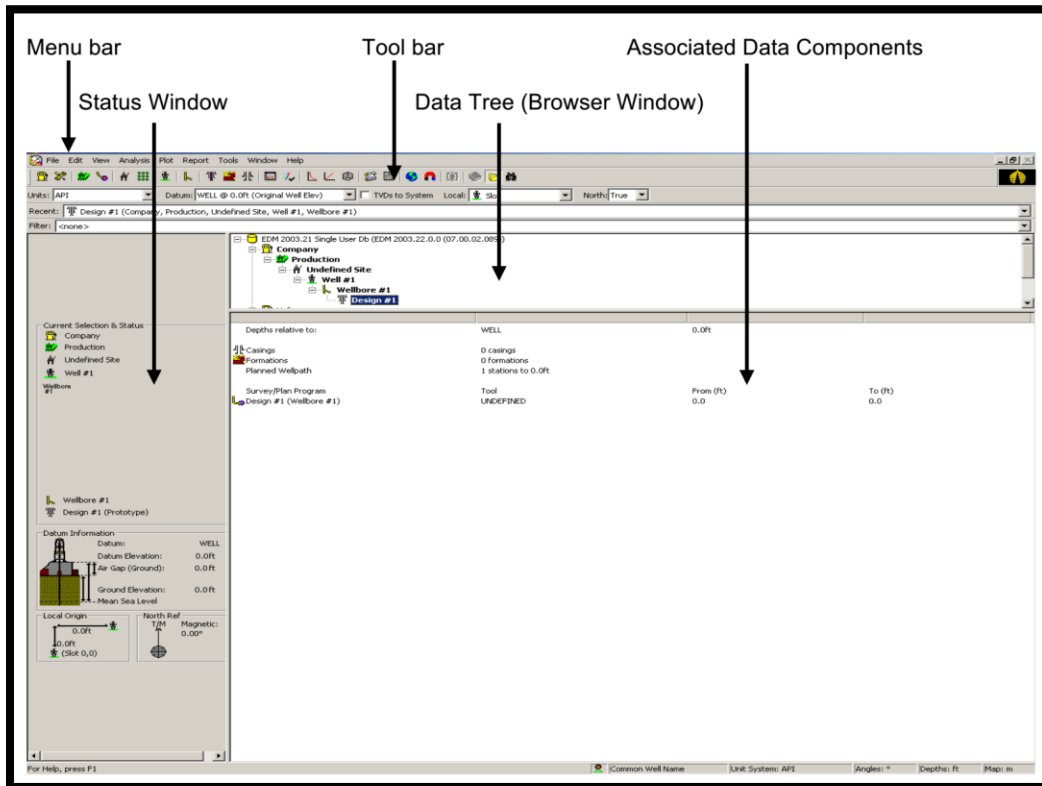 Menu bar
Tool bar
Associated Data Components
Status Window
Data Tree (Browser Window)
File Edit View Analysis Plot Report Tools Window Help
Units: API Datum: WELL @ 0.0ft (Original Well Elev) TVDs to System Local: Slo North: True
Recent: Design #1 (Company, Production, Undefined Site, Well #1, Wellbore #1)
Filter: <none>
EDM 2003.21 Single User Db (EDM 2003.22.0.0 (07.00.02.089)
Company
Production
Undefined Site
Well #1
Wellbore #1
Design #1
Current Selection & Status
Company
Production
Undefined Site
Well #1
Wellbore
#1
Wellbore #1
Design #1 (Prototype)
Depths relative to: WELL 0.0ft
Casings 0 casings
Formations 0 formations
Planned Wellpath 1 stations to 0.0ft
Survey/Plan Program Tool From (ft) To (ft)
Design #1 (Wellbore #1) UNDEFINED 0.0 0.0
Datum Information
Datum: WELL
Datum Elevation: 0.0ft
Air Gap (Ground): 0.0ft
Ground Elevation: 0.0ft
Mean Sea Level
Local Origin
0.0ft
0.0ft
(Slot 0,0)
North Ref
T/M Magnetic:
0.00°
For Help, press F1 Common Well Name Unit System: API Angles: ° Depths: ft Map: m